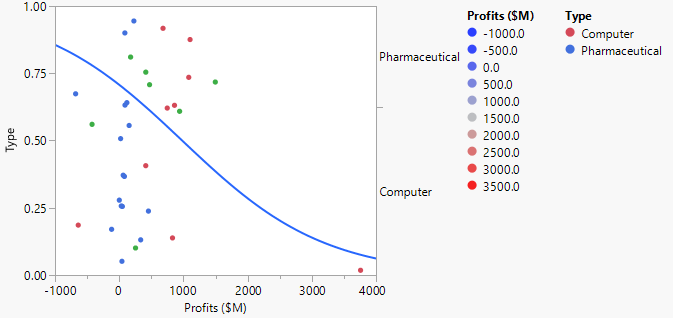 1.00
0.75
0.50
0.25
0.00
Type
-1000
0
1000
2000
3000
4000
Profits ($M)
Pharmaceutical
Computer
Profits ($M)
-1000.0
-500.0
0.0
500.0
1000.0
1500.0
2000.0
2500.0
3000.0
3500.0
Type
Computer
Pharmaceutical